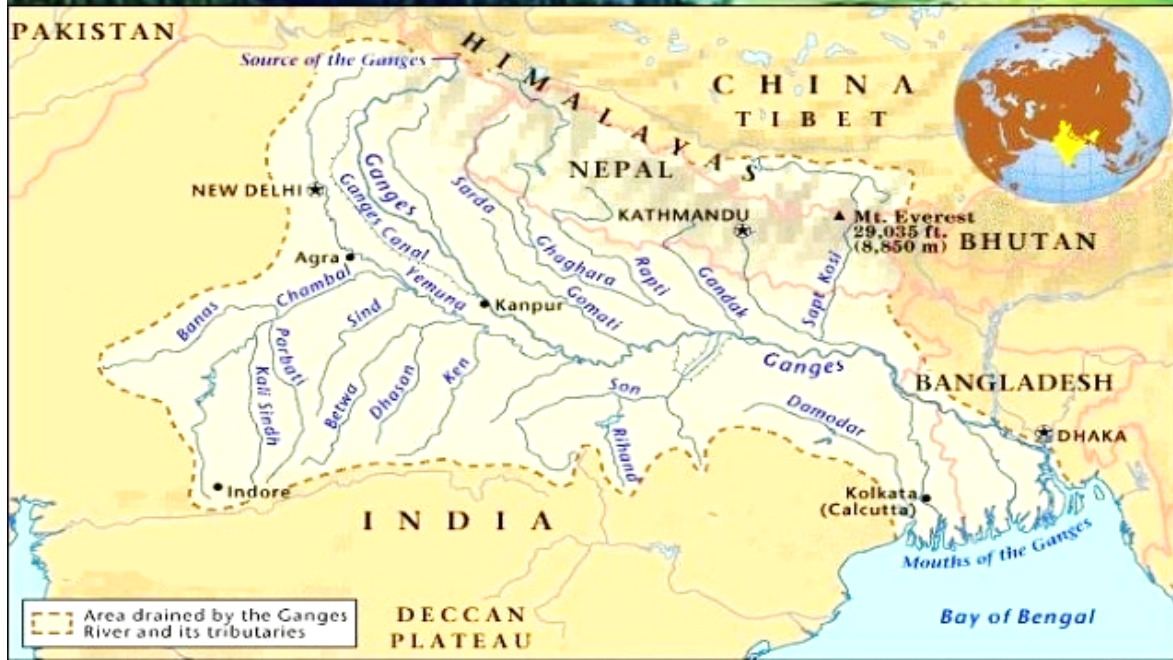 PAKISTAN
Source of the Ganges
HIMALAYAS
CHINA
TIBET
NEPAL
NEW DELHI
Ganges
Ganges Canal
Sarda
KATHMANDU
Mt. Everest
29,035 ft.
(8,850 m)
BHUTAN
Agra
Chambal
Yemuna
Ghaghara
Rapti
Gandak
Sapt Kosi
Banas
Sind
Kanpur
Gomati
Parbati
Kali Sindh
Betwa
Dhasan
Ken
Son
Ganges
BANGLADESH
Rihand
Damodar
DHAKA
Indore
INDIA
Kolkata
(Calcutta)
Mouths of the Ganges
Area drained by the Ganges
River and its tributaries
DECCAN
PLATEAU
Bay of Bengal